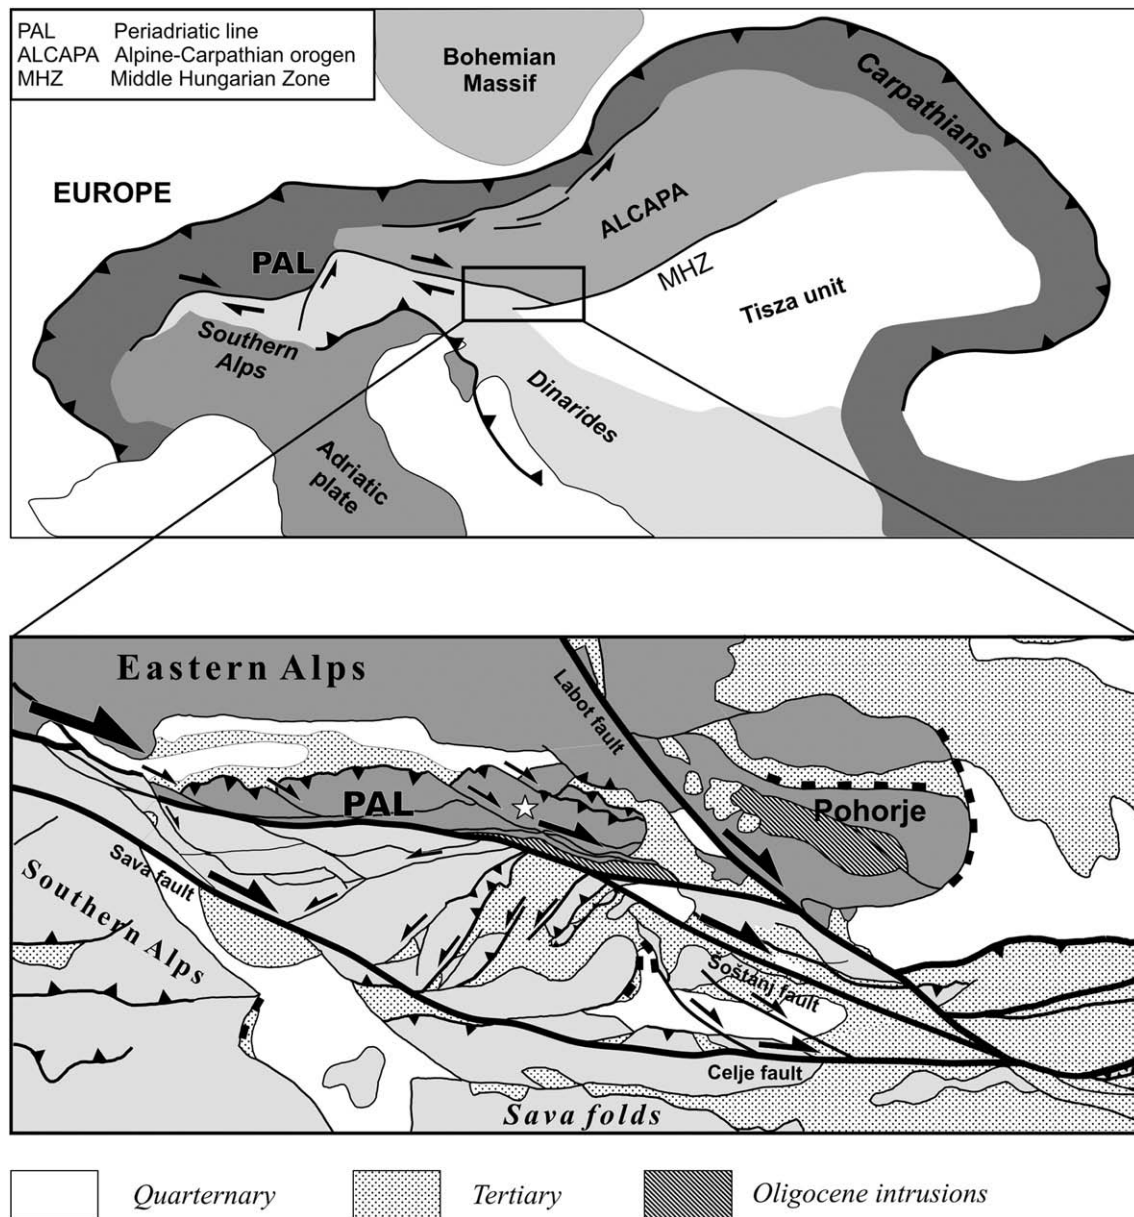 PAL Periadriatic line
ALCAPA Alpine-Carpathian orogen
MHZ Middle Hungarian Zone
Bohemian
Massif
Carpathians
EUROPE
ALCAPA
PAL
MHZ
Tisza unit
Southern
Alps
Dinarides
Adriatic
plate
Eastern Alps
Labot fault
PAL
Pohorje
Sava fault
Southern Alps
Šoštanj fault
Celje fault
Sava folds
Quarternary
Tertiary
Oligocene intrusions